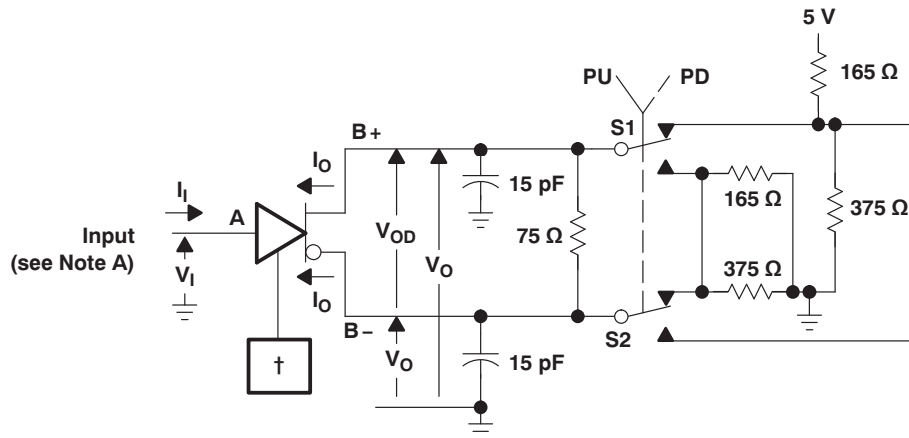 5 V
165 Ω
PU
PD
S1
B+
I_O
15 pF
165 Ω
375 Ω
I_I
A
V_OD
75 Ω
Input
(see Note A)
V_O
375 Ω
V_I
I_O
B−
S2
V_O
15 pF
†